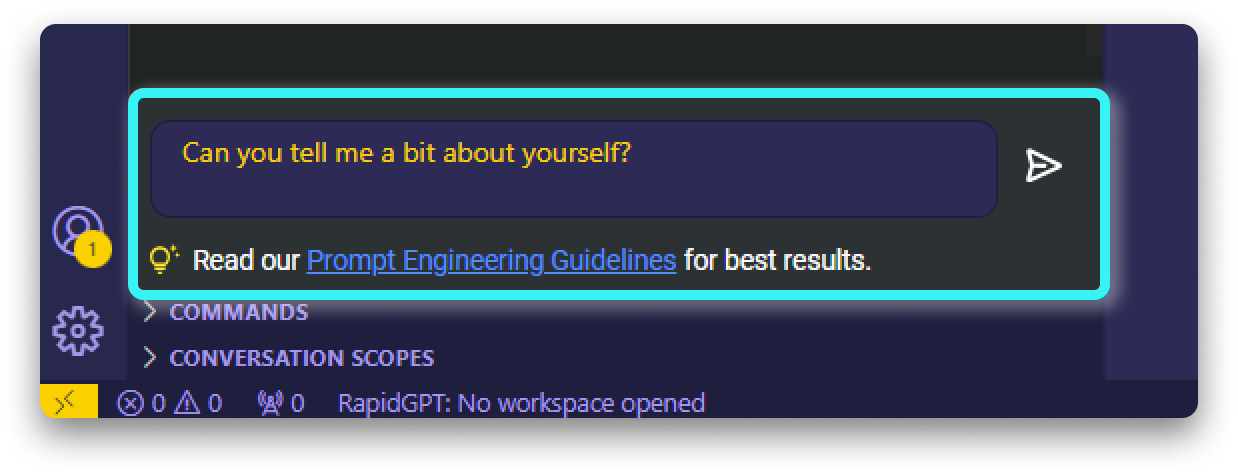 Can you tell me a bit about yourself?
1
Read our Prompt Engineering Guidelines for best results.
COMMANDS
CONVERSATION SCOPES
0 0 0 RapidGPT: No workspace opened